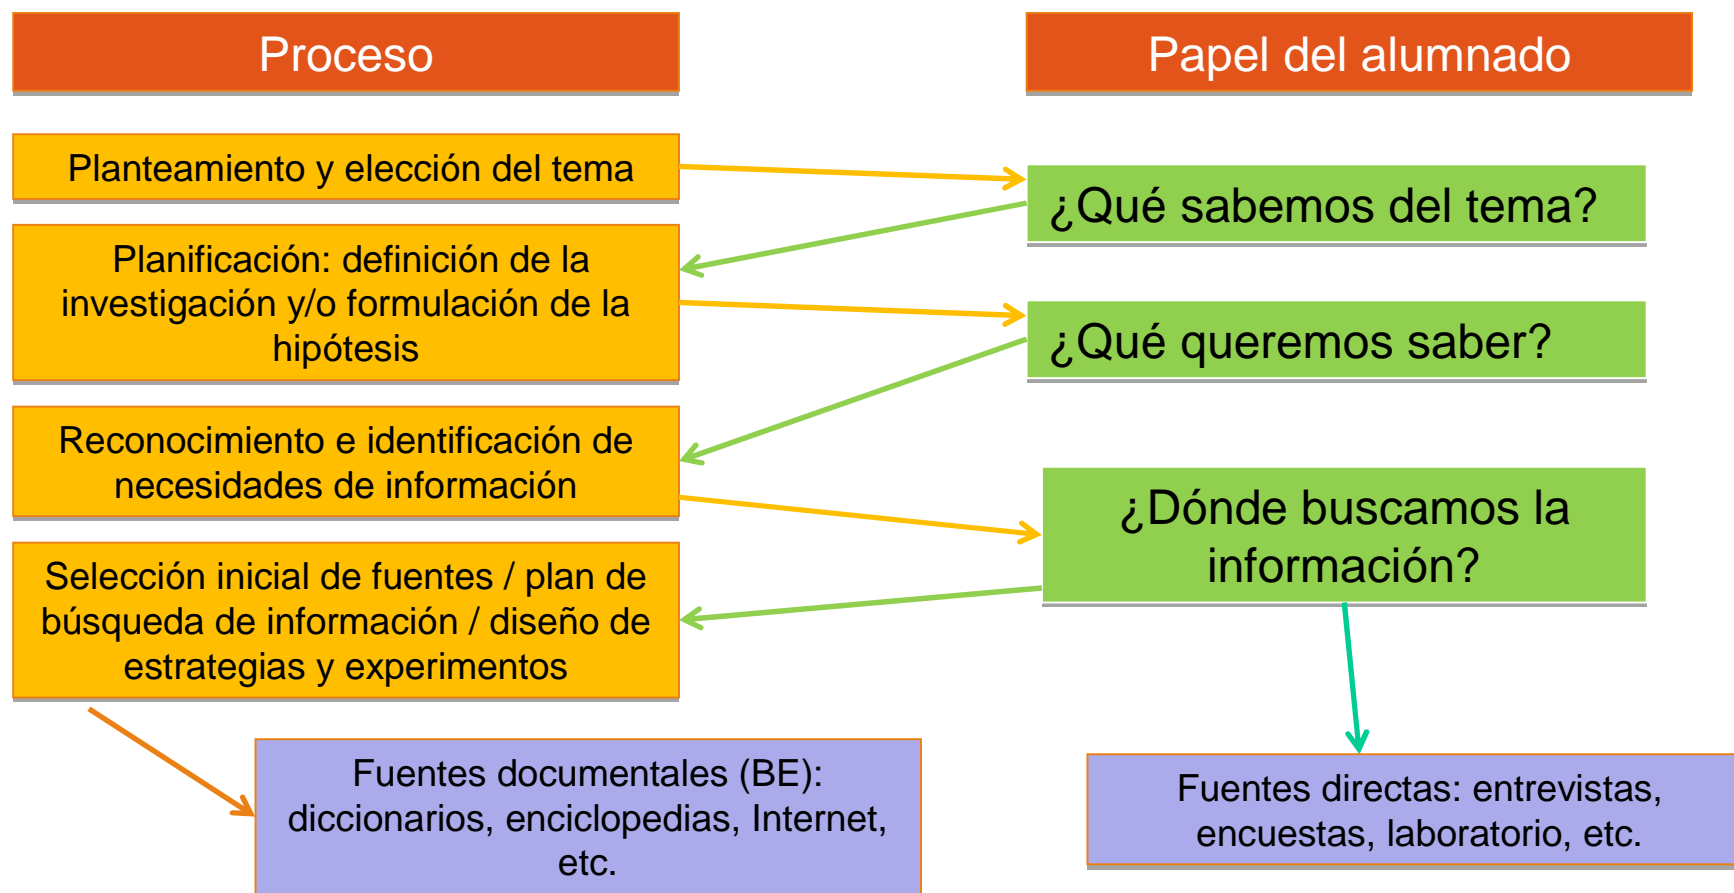 Proceso
Papel del alumnado
Planteamiento y elección del tema
¿Qué sabemos del tema?
Planificación: definición de la
investigación y/o formulación de la
hipótesis
¿Qué queremos saber?
Reconocimiento e identificación de
necesidades de información
¿Dónde buscamos la
información?
Selección inicial de fuentes / plan de
búsqueda de información / diseño de
estrategias y experimentos
Fuentes documentales (BE):
diccionarios, enciclopedias, Internet,
etc.
Fuentes directas: entrevistas,
encuestas, laboratorio, etc.